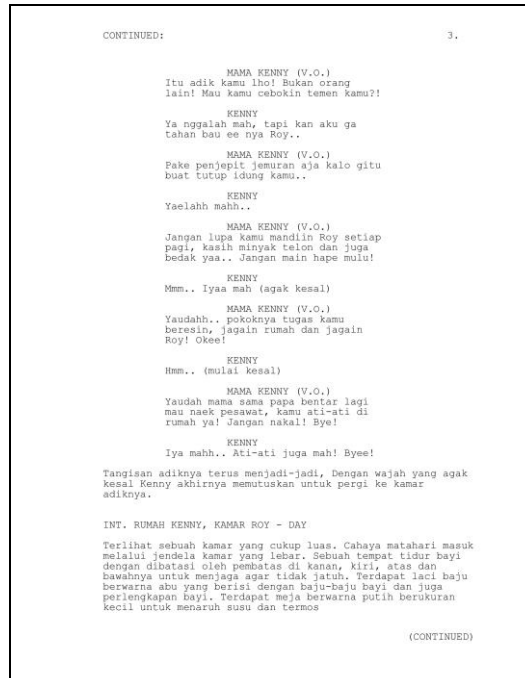 CONTINUED: 3.
MAMA KENNY (V.O.)
Itu adik kamu lho! Bukan orang
lain! Mau kamu cebokin temen kamu?!
KENNY
Ya nggalah mah, tapi kan aku ga
tahan bau ee nya Roy..
MAMA KENNY (V.O.)
Pake penjepit jemuran aja kalo gitu
buat tutup idung kamu..
KENNY
Yaelahh mahh..
MAMA KENNY (V.O.)
Jangan lupa kamu mandiin Roy setiap
pagi, kasih minyak telon dan juga
bedak yaa.. Jangan main hape mulu!
KENNY
Mmm.. Iyaa mah (agak kesal)
MAMA KENNY (V.O.)
Yaudahh.. pokoknya tugas kamu
beresin, jagain rumah dan jagain
Roy! Okee!
KENNY
Hmm.. (mulai kesal)
MAMA KENNY (V.O.)
Yaudah mama sama papa bentar lagi
mau naek pesawat, kamu ati-ati di
rumah ya! Jangan nakal! Bye!
KENNY
Iya mahh.. Ati-ati juga mah! Byee!
Tangisan adiknya terus menjadi-jadi, Dengan wajah yang agak
kesal Kenny akhirnya memutuskan untuk pergi ke kamar
adiknya.
INT. RUMAH KENNY, KAMAR ROY - DAY
Terlihat sebuah kamar yang cukup luas. Cahaya matahari masuk
melalui jendela kamar yang lebar. Sebuah tempat tidur bayi
dengan dibatasi oleh pembatas di kanan, kiri, atas dan
bawahnya untuk menjaga agar tidak jatuh. Terdapat laci baju
berwarna abu yang berisi dengan baju-baju bayi dan juga
perlengkapan bayi. Terdapat meja berwarna putih berukuran
kecil untuk menaruh susu dan termos
(CONTINUED)